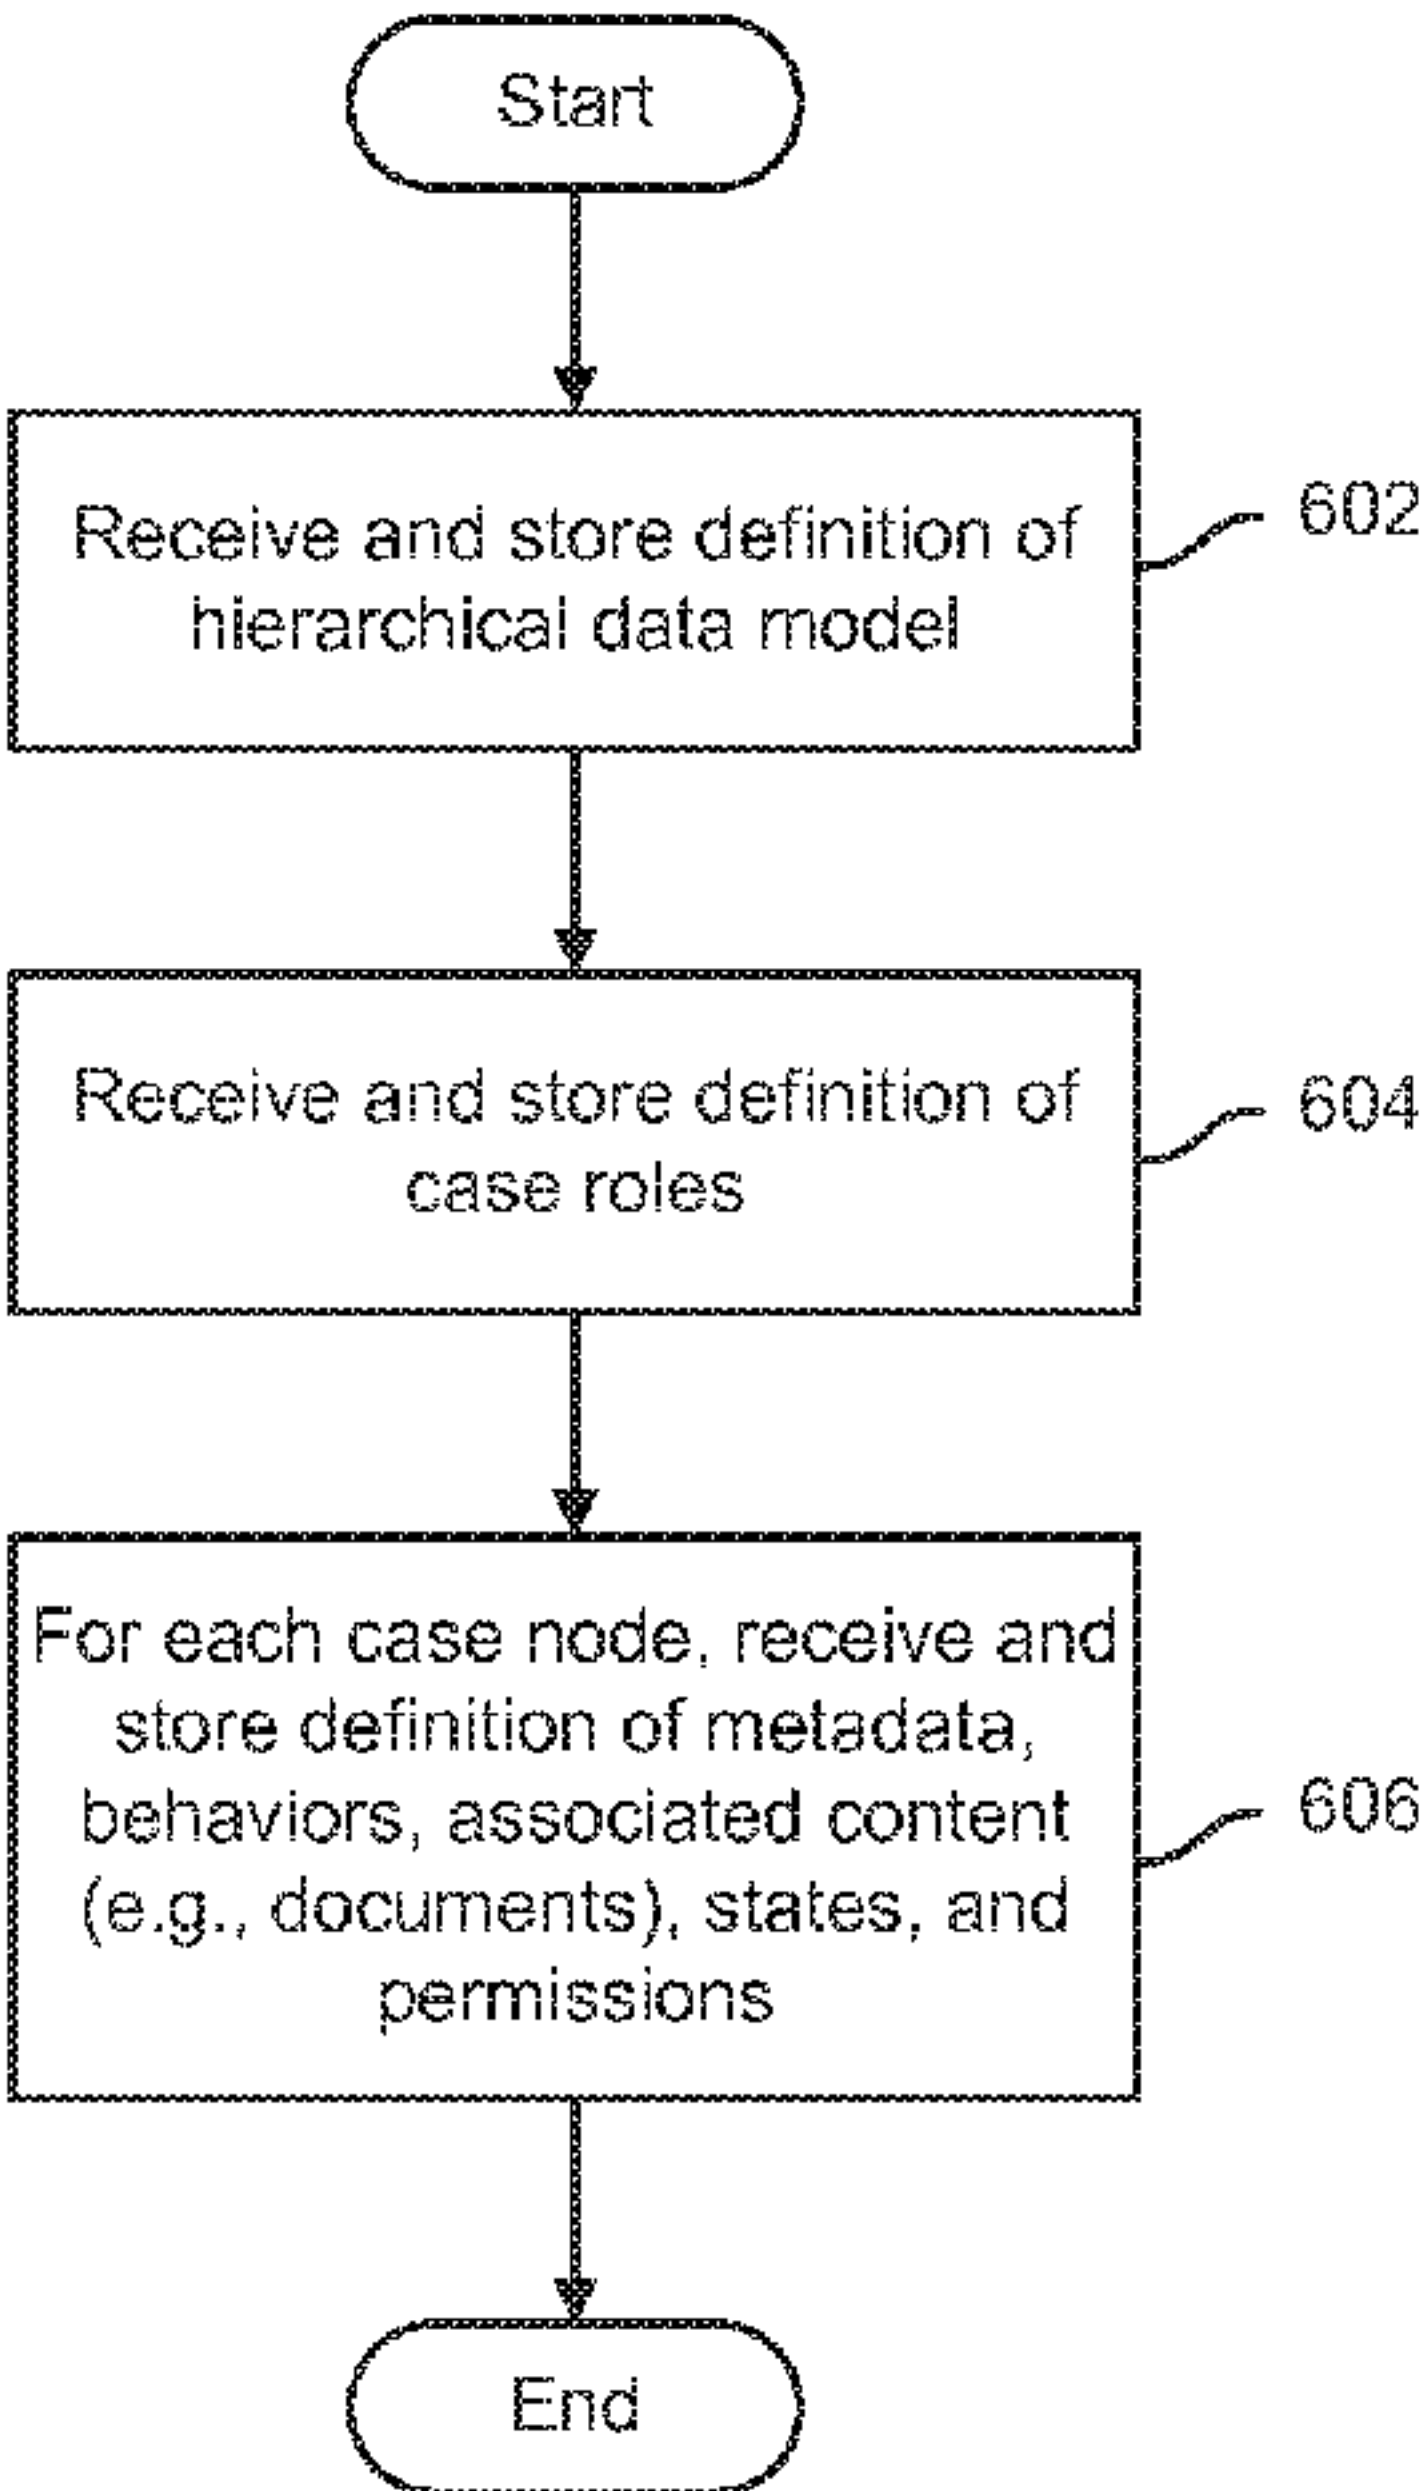 Start
Receive and store definition of
hierarchical data model
602
Receive and store definition of
case roles
604
For each case node, receive and
store definition of metadata,
behaviors, associated content
(e.g., documents), states, and
permissions
606
End